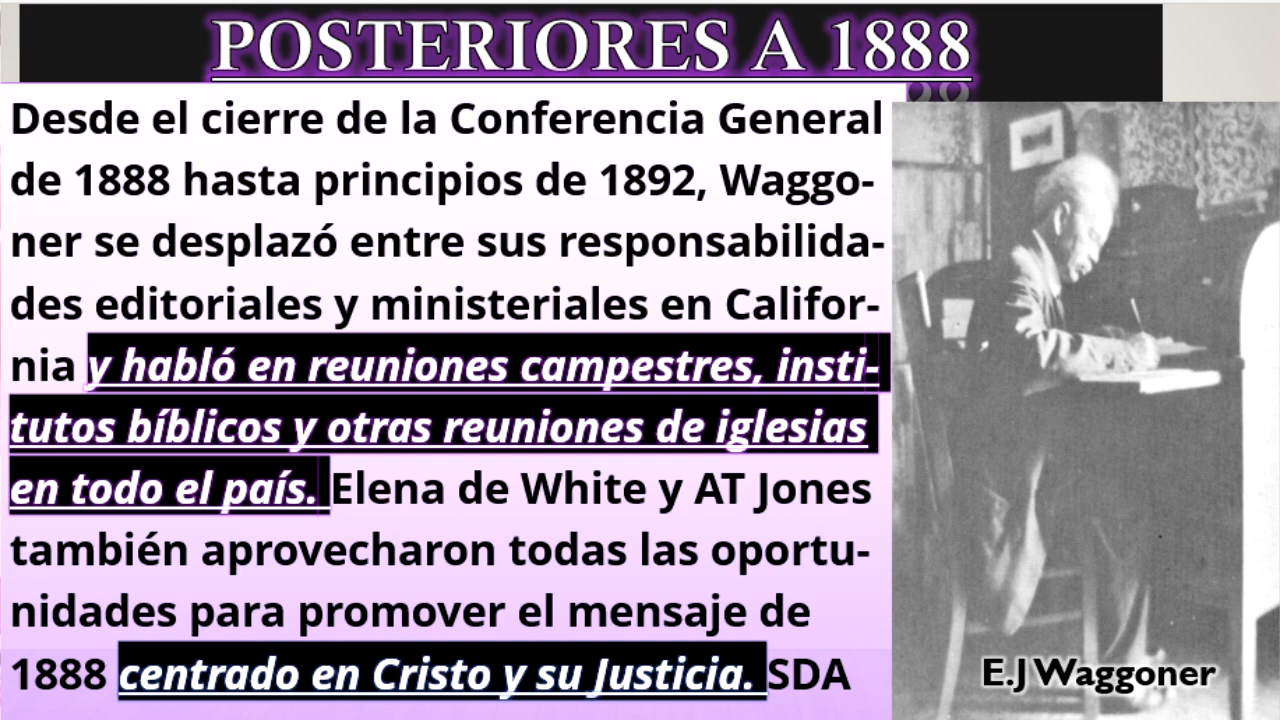 POSTERIORES A 1888
Desde el cierre de la Conferencia General
de 1888 hasta principios de 1892, Waggo-
ner se desplazó entre sus responsabilida-
des editoriales y ministeriales en Califor-
nia y habló en reuniones campestres, insti-
tutos bíblicos y otras reuniones de iglesias
en todo el país. Elena de White y AT Jones
también aprovecharon todas las oportu-
nidades para promover el mensaje de
1888 centrado en Cristo y su Justicia. SDA
E.J Waggoner